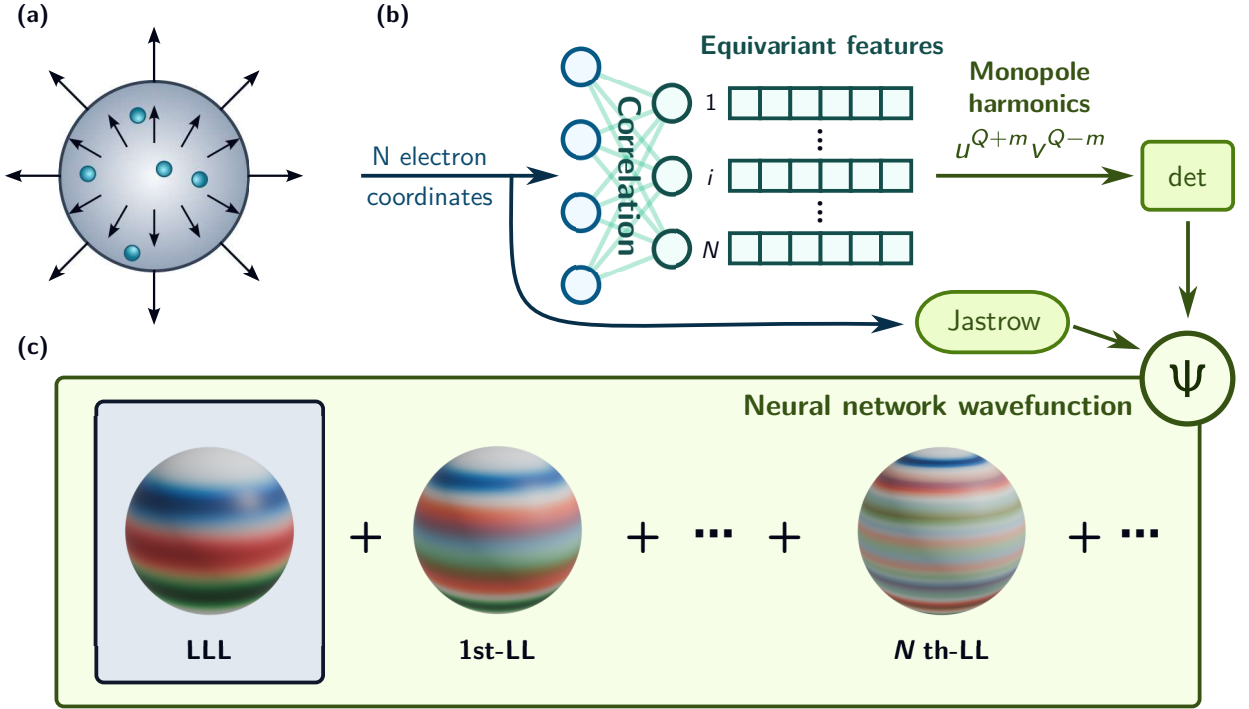 (a)
(b)
N electron
coordinates
Correlation
Equivariant features
1
⋮
i
⋮
N
Monopole
harmonics
u^{Q+m} v^{Q−m}
det
Jastrow
Ψ
(c)
Neural network wavefunction
+ + ... + + ...
LLL
1st-LL
N th-LL